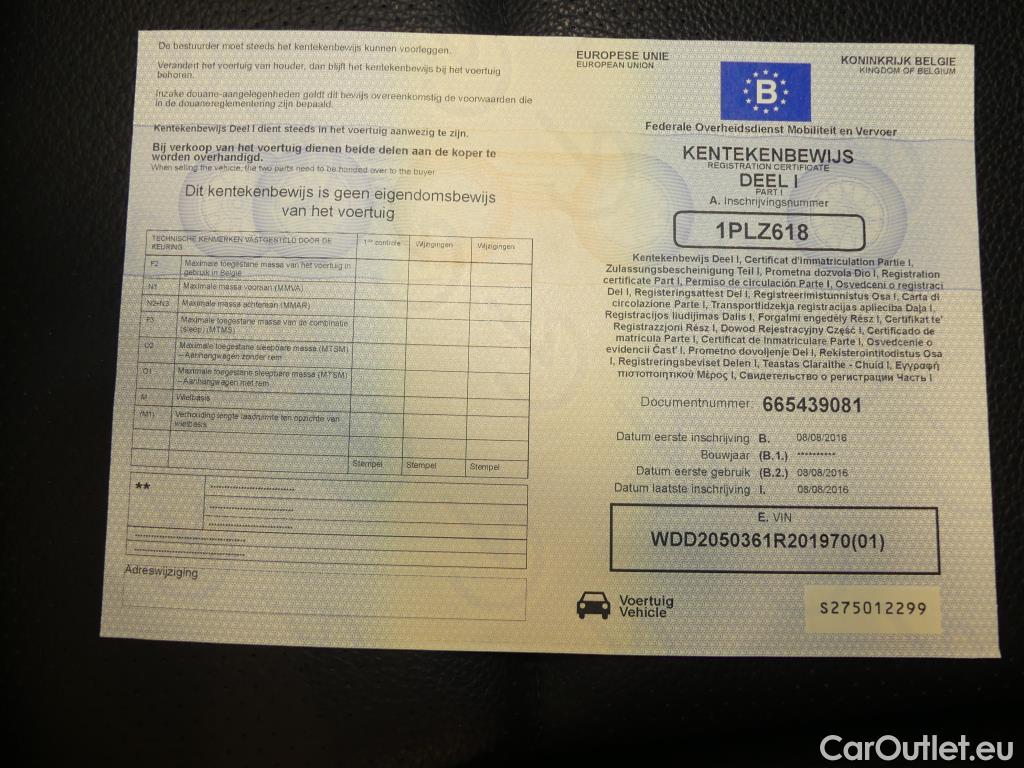 De bestuurder moet steeds het kentekenbewijs kunnen voorleggen.
Verandert het voertuig van houder, dan blijft het kentekenbewijs bij het voertuig
behoren.
Inzake douane-aangelegenheden geldt dit bewijs overeenkomstig de voorwaarden die
in de douanereglementering zijn bepaald.
Kentekenbewijs Deel I dient steeds in het voertuig aanwezig te zijn.
Bij verkoop van het voertuig dienen beide delen aan de koper te
worden overhandigd.
When selling the vehicle, the two parts need to be handed over to the buyer.
Dit kentekenbewijs is geen eigendomsbewijs
van het voertuig
TECHNISCHE KENMERKEN VASTGESTELD DOOR DE
KEURING
1ste controle
Wijzigingen
Wijzigingen
F2 Maximale toegestane massa van het voertuig in
gebruik in België
N1 Maximale massa vooraan (MMVA)
N2+N3 Maximale massa achteraan (MMAR)
F3 Maximale toegestane massa van de combinatie
(sleep) (MTMS)
O2 Maximale toegestane sleepbare massa (MTSM)
– Aanhangwagen zonder rem
O1 Maximale toegestane sleepbare massa (MTSM)
– Aanhangwagen met rem
M Wielbasis
(M1) Verhouding lengte laadruimte ten opzichte van
wielbasis
Stempel Stempel Stempel
**
Adreswijziging
EUROPESE UNIE
EUROPEAN UNION
KONINKRIJK BELGIE
KINGDOM OF BELGIUM
B
Federale Overheidsdienst Mobiliteit en Vervoer
KENTEKENBEWIJS
REGISTRATION CERTIFICATE
DEEL I
PART I
A. Inschrijvingsnummer
1PLZ618
Kentekenbewijs Deel I, Certificat d'immatriculation Partie I,
Zulassungsbescheinigung Teil I, Prometna dozvola Dio I, Registration
certificate Part I, Permiso de circulación Parte I, Osvedceni o registraci
Del I, Registeringsattest Del I, Registreerimistunnistus Osa I, Carta di
circolazione Parte I, Transportlidzekja registracijas aplieciba Daļa I,
Registracijos liudijimas Dalis I, Forgalmi engedély Rész I, Certifikat te'
Registrazzjoni Rész I, Dowod Rejestracyjny Część I, Certificado de
matricula Parte I, Certificat de Inmatriculare Parte I, Osvedcenie o
evidencii Čast' I, Prometno dovoljenje Del I, Rekisterointitodistus Osa
I, Registreringsbeviset Delen I, Teastas Claraithe - Chuid I, Εγγραφή
πιστοποιητικού Μέρος I, Свидетельство о регистрации Часть I
Documentnummer: 665439081
Datum eerste inschrijving B. 08/08/2016
Bouwjaar (B.1.) **********
Datum eerste gebruik (B.2.) 08/08/2016
Datum laatste inschrijving I. 08/08/2016
E. VIN
WDD2050361R201970(01)
Voertuig
Vehicle
S275012299
CarOutlet.eu